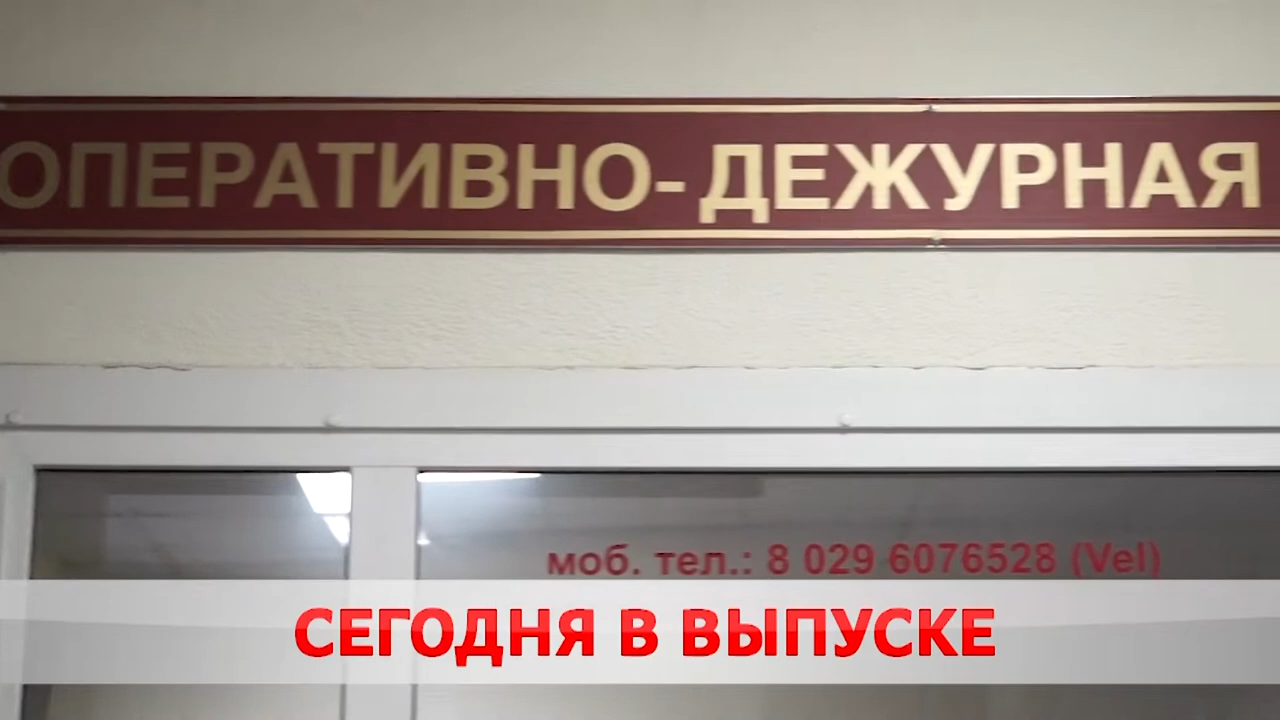 ОПЕРАТИВНО-ДЕЖУРНАЯ
моб. тел.: 8 029 6076528 (Vel)
СЕГОДНЯ В ВЫПУСКЕ